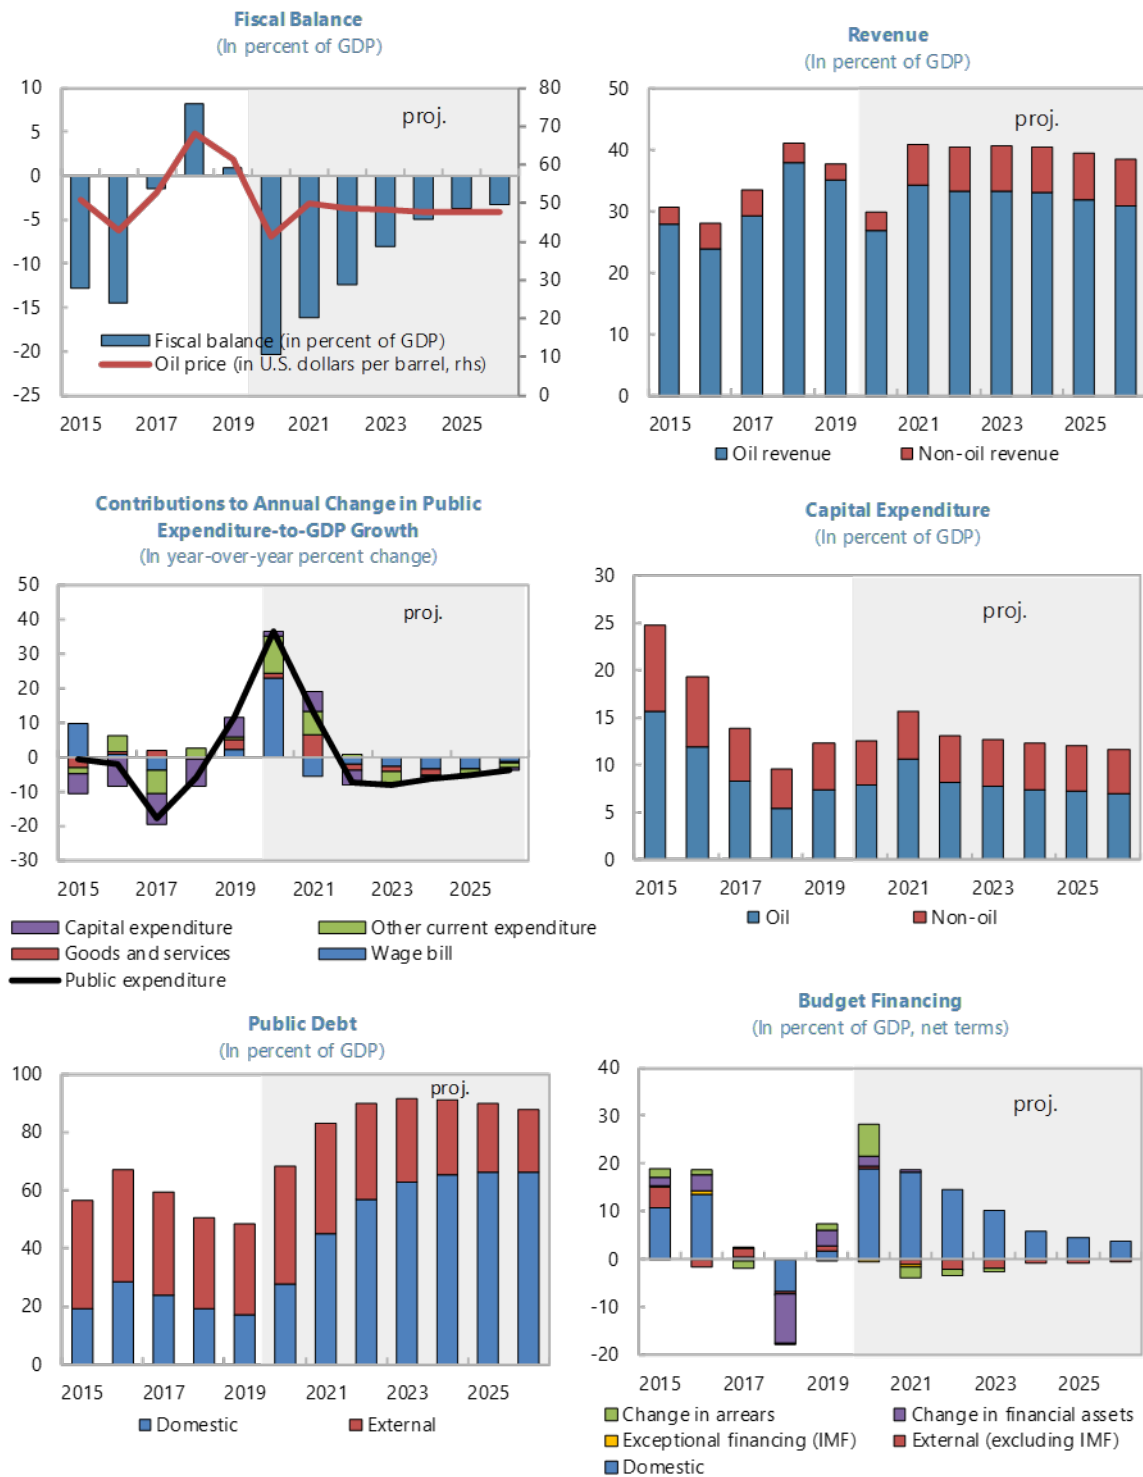 Fiscal Balance
(In percent of GDP)
10
5
0
-5
-10
-15
-20
-25
80
70
60
50
40
30
20
10
0
proj.
Fiscal balance (in percent of GDP)
Oil price (in U.S. dollars per barrel, rhs)
2015 2017 2019 2021 2023 2025
Revenue
(In percent of GDP)
50
40
30
20
10
0
proj.
2015 2017 2019 2021 2023 2025
Oil revenue Non-oil revenue
Contributions to Annual Change in Public
Expenditure-to-GDP Growth
(In year-over-year percent change)
50
40
30
20
10
0
-10
-20
-30
proj.
2015 2017 2019 2021 2023 2025
Capital expenditure Other current expenditure
Goods and services Wage bill
Public expenditure
Capital Expenditure
(In percent of GDP)
30
25
20
15
10
5
0
proj.
2015 2017 2019 2021 2023 2025
Oil Non-oil
Public Debt
(In percent of GDP)
100
80
60
40
20
0
proj.
2015 2017 2019 2021 2023 2025
Domestic External
Budget Financing
(In percent of GDP, net terms)
40
30
20
10
0
-10
-20
proj.
2015 2017 2019 2021 2023 2025
Change in arrears Change in financial assets
Exceptional financing (IMF) External (excluding IMF)
Domestic